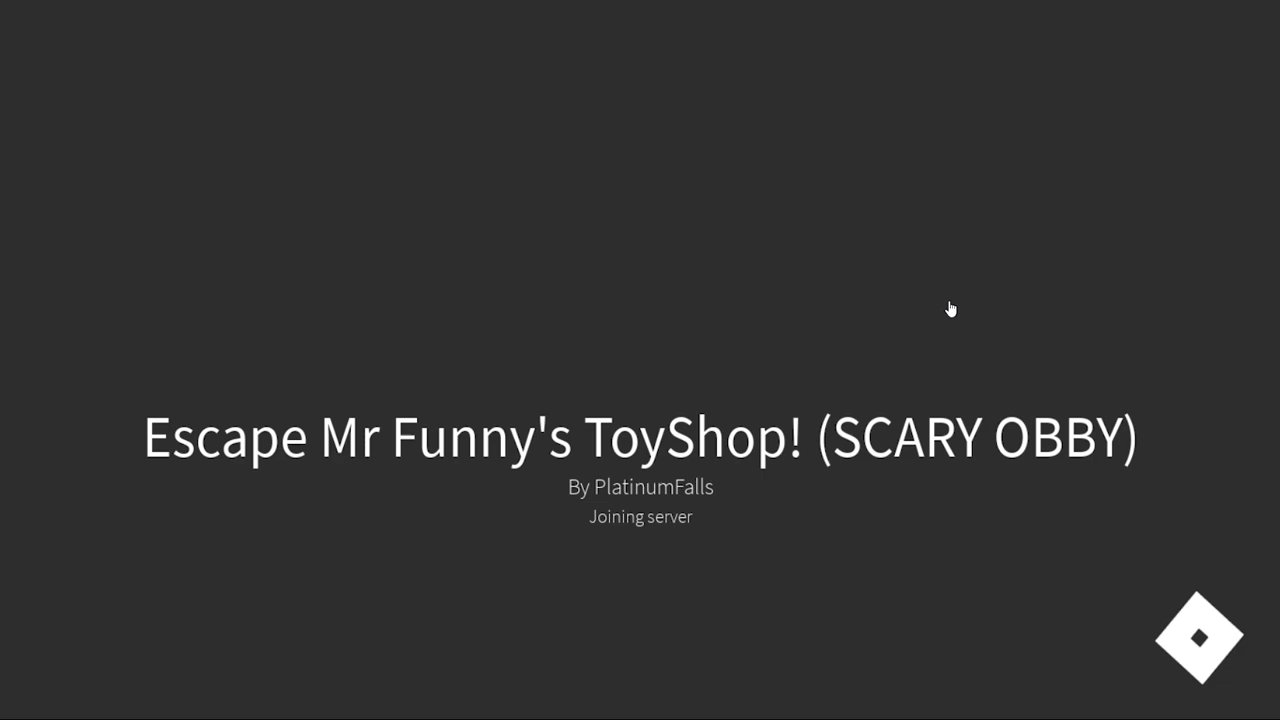 Escape Mr Funny's ToyShop! (SCARY OBBY)
By PlatinumFalls
Joining server